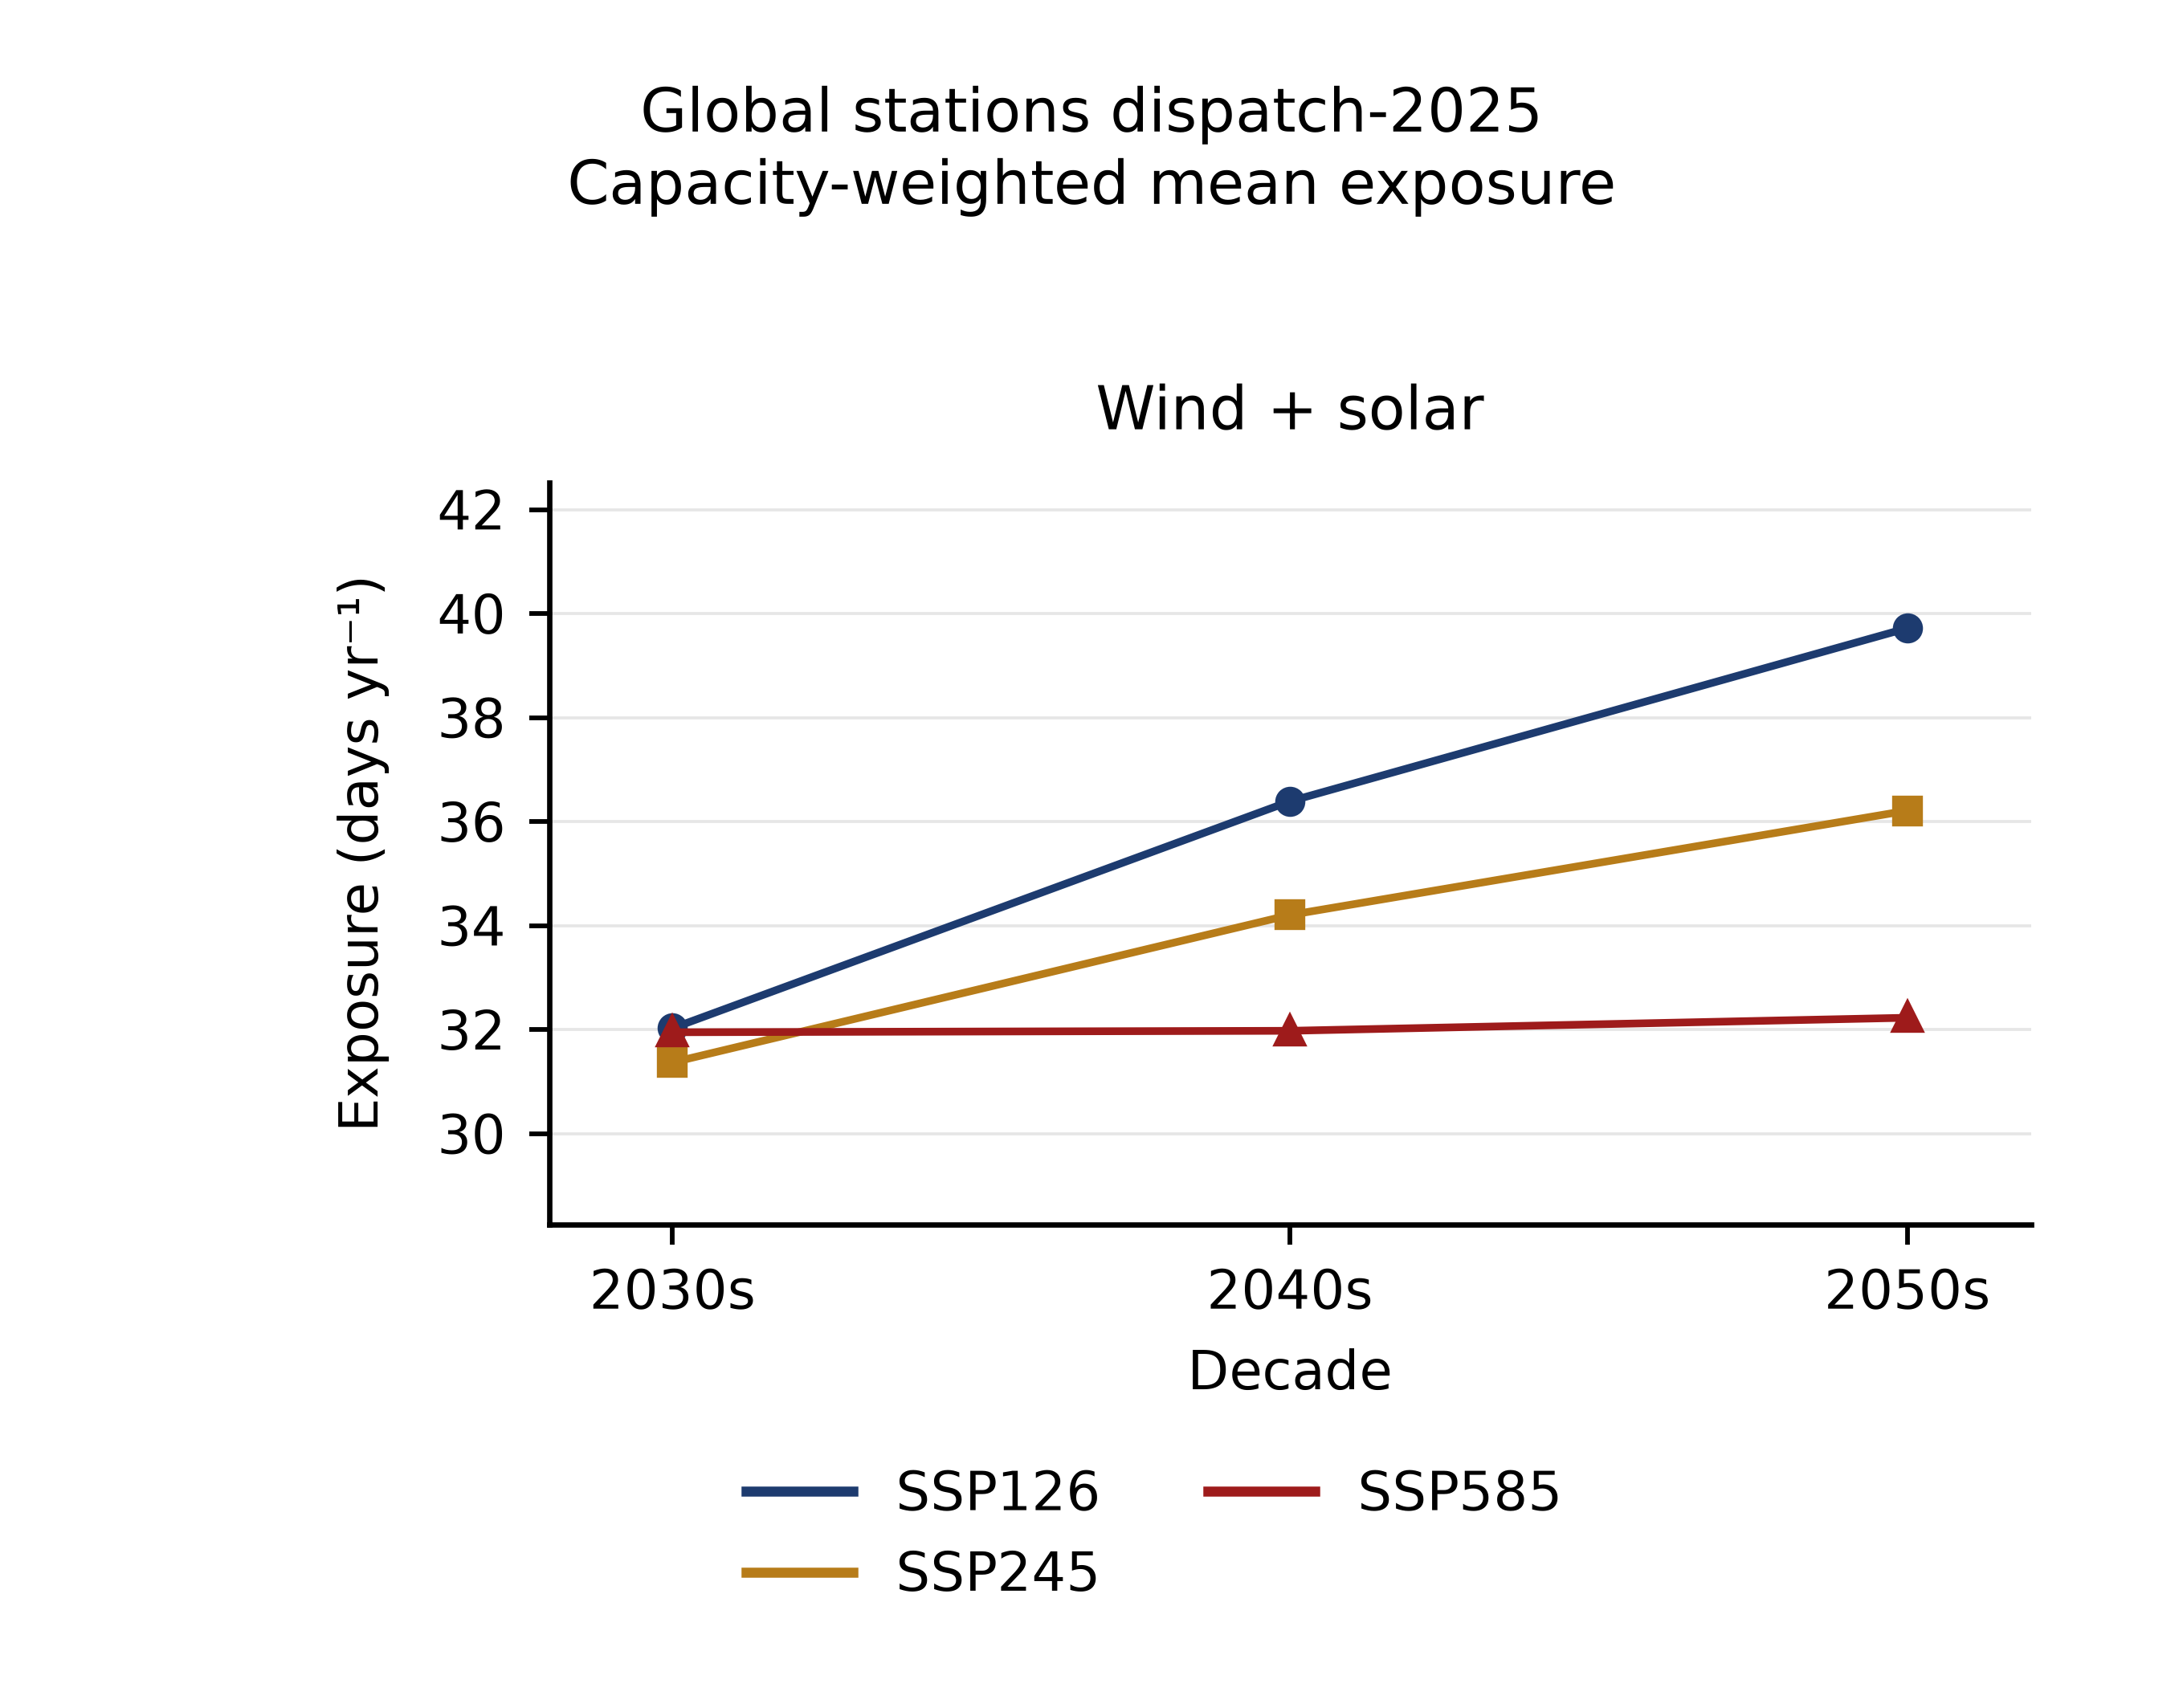 Global stations dispatch-2025
Capacity-weighted mean exposure
Wind + solar
Exposure (days yr⁻¹)
42
40
38
36
34
32
30
2030s
2040s
2050s
Decade
SSP126
SSP585
SSP245